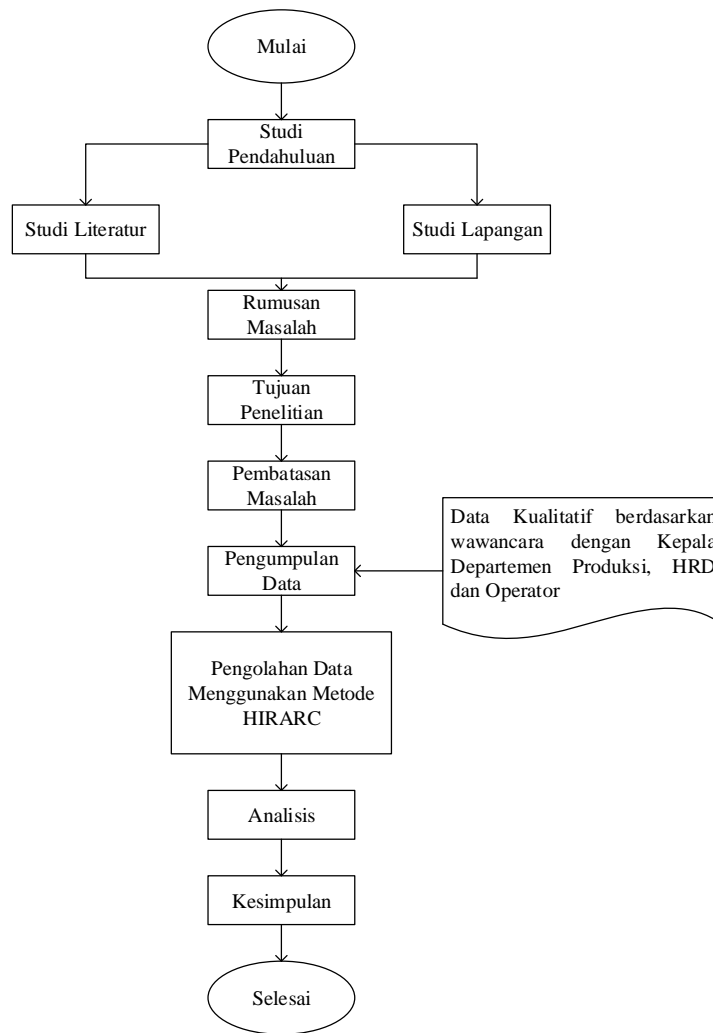 Mulai
Studi
Pendahuluan
Studi Literatur
Studi Lapangan
Rumusan
Masalah
Tujuan
Penelitian
Pembatasan
Masalah
Pengumpulan
Data
Data Kualitatif berdasarkan
wawancara dengan Kepala
Departemen Produksi, HRD
dan Operator
Pengolahan Data
Menggunakan Metode
HIRARC
Analisis
Kesimpulan
Selesai